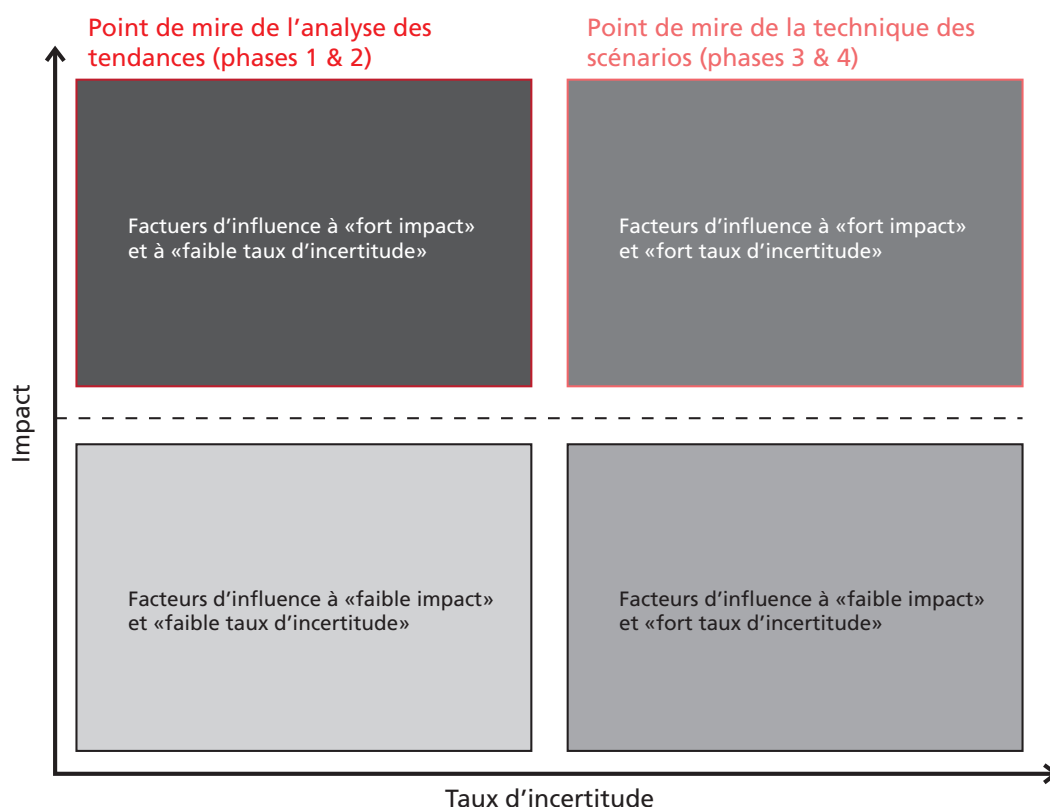 Point de mire de l’analyse des
tendances (phases 1 & 2)
Point de mire de la technique des
scénarios (phases 3 & 4)
Factuers d’influence à «fort impact»
et à «faible taux d’incertitude»
Facteurs d’influence à «fort impact»
et «fort taux d’incertitude»
Impact
Facteurs d’influence à «faible impact»
et «faible taux d’incertitude»
Facteurs d’influence à «faible impact»
et «fort taux d’incertitude»
Taux d’incertitude